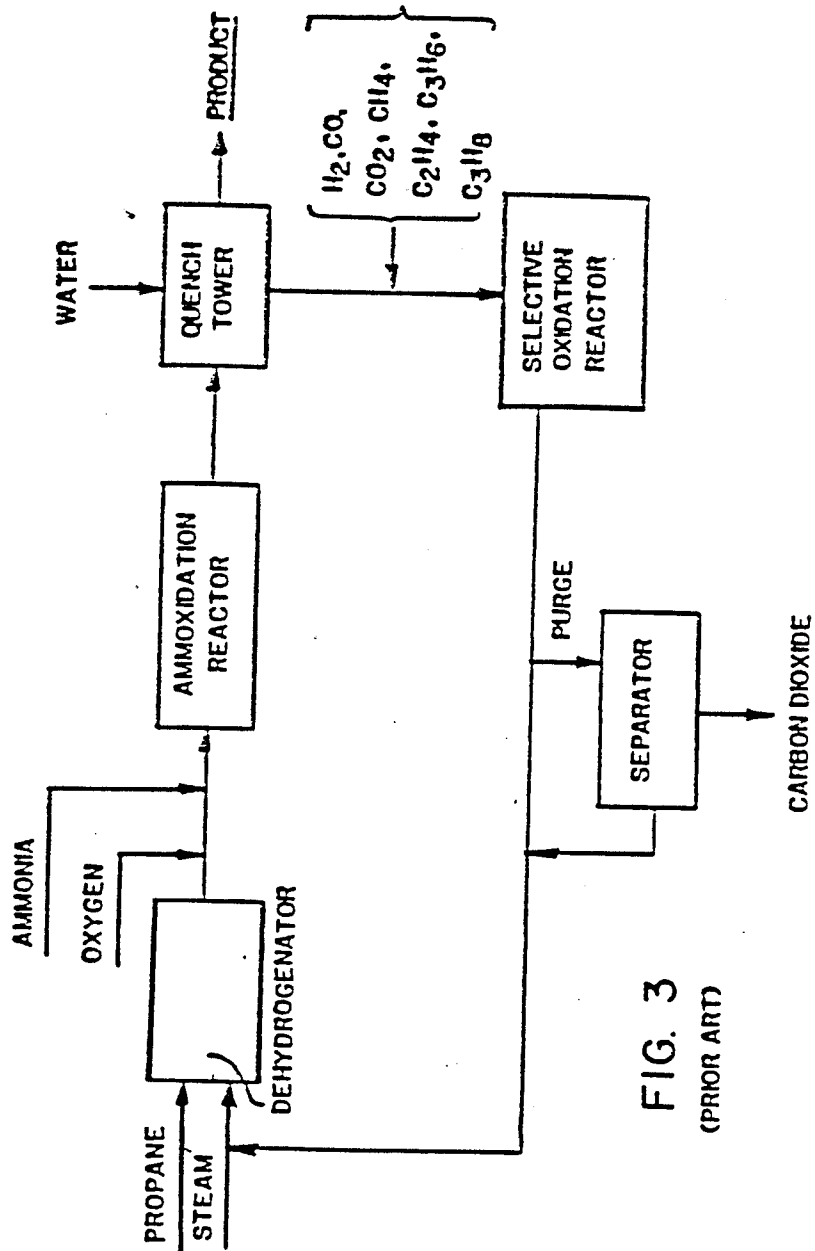 AMMONIA
OXYGEN
PROPANE
STEAM
DEHYDROGENATOR
AMMOXIDATION
REACTOR
WATER
QUENCH
TOWER
PRODUCT
H2, CO,
CO2, CH4,
C2H4, C3H6,
C3H8
SELECTIVE
OXIDATION
REACTOR
PURGE
SEPARATOR
CARBON DIOXIDE
FIG. 3
(PRIOR ART)